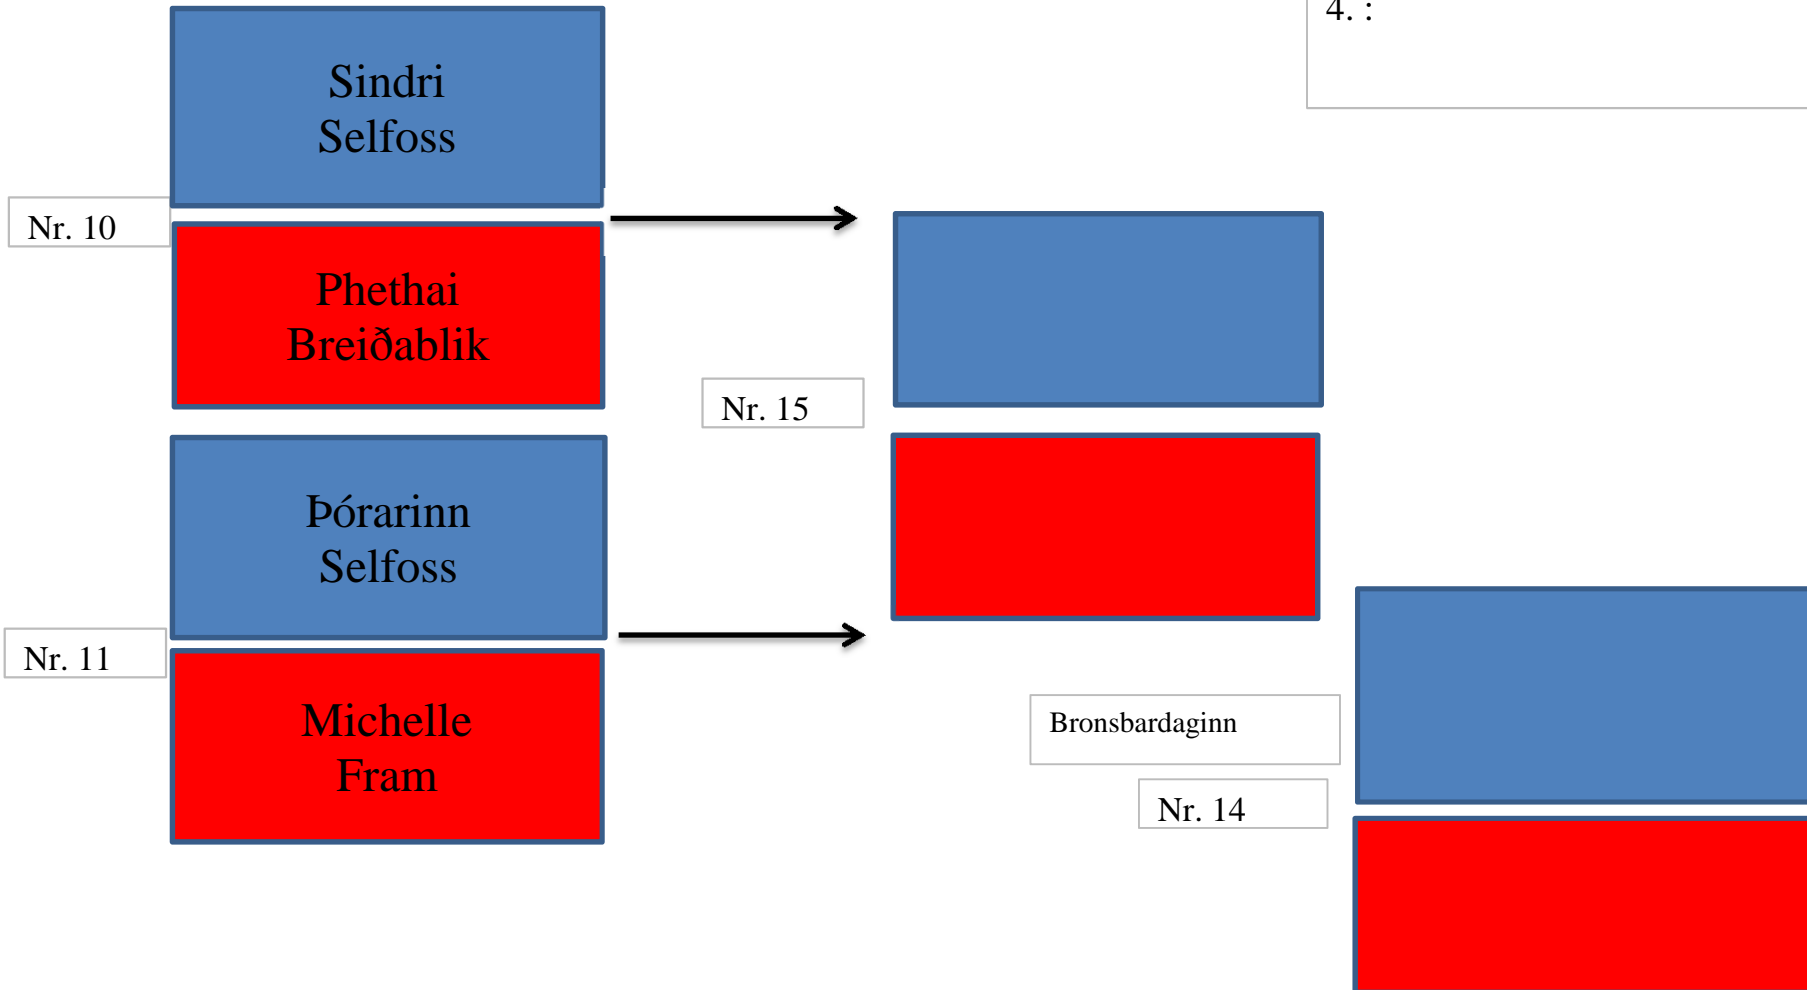 4. :
Sindri
Selfoss
Nr. 10
Phethai
Breiðablik
Nr. 15
Þórarinn
Selfoss
Nr. 11
Michelle
Fram
Bronsbardaginn
Nr. 14